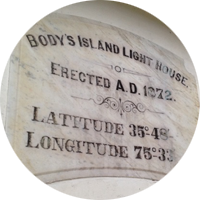 BODY'S ISLAND LIGHT HOUSE,
ERECTED A.D. 1872.
LATITUDE 35°48'
LONGITUDE 75°33'